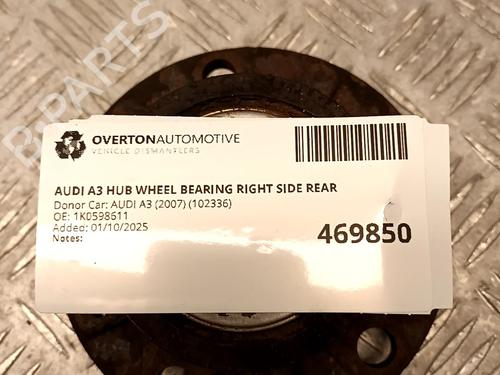 OVERTONAUTOMOTIVE
VEHICLE DISMANTLERS
AUDI A3 HUB WHEEL BEARING RIGHT SIDE REAR
Donor Car: AUDI A3 (2007) (102336)
OE: 1K0598611
Added: 01/10/2025
Notes:
469850
B-PARTS